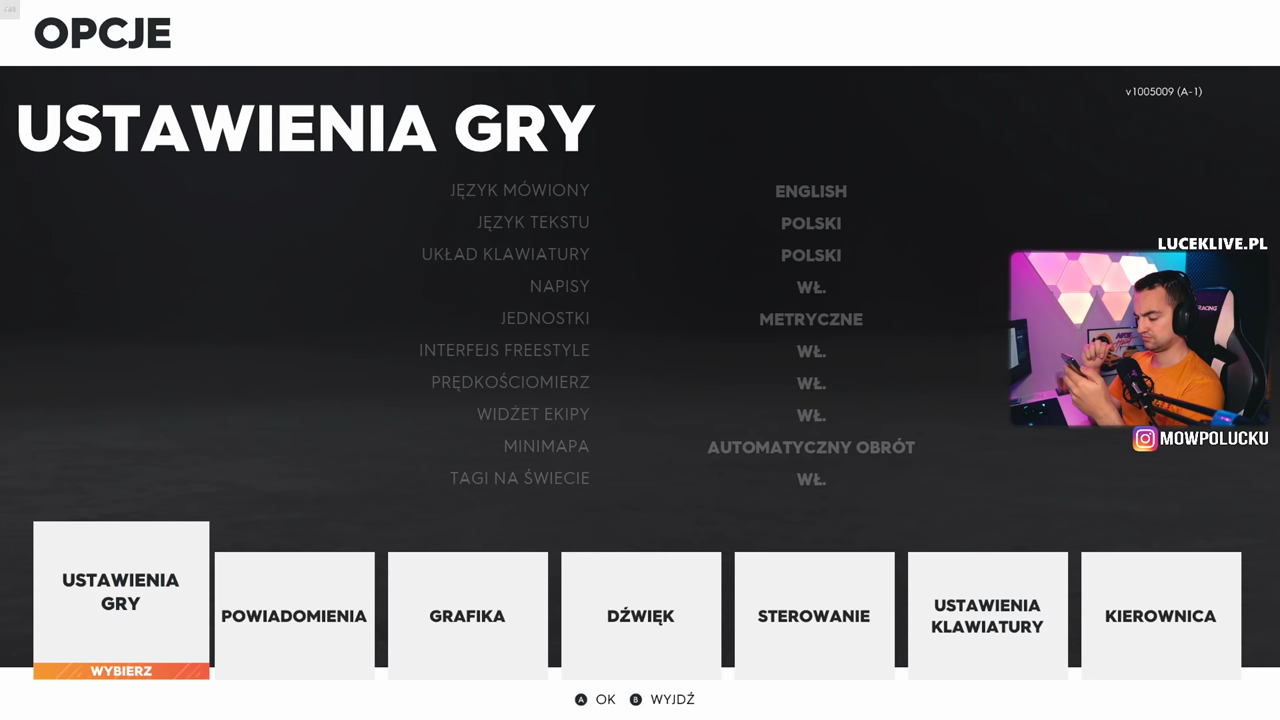 OPCJE
v1005009 (A-1)
USTAWIENIA GRY
JĘZYK MÓWIONY ENGLISH
JĘZYK TEKSTU POLSKI
UKŁAD KLAWIATURY POLSKI
NAPISY WŁ.
JEDNOSTKI METRYCZNE
INTERFEJS FREESTYLE WŁ.
PRĘDKOŚCIOMIERZ WŁ.
WIDŻET EKIPY WŁ.
MINIMAPA AUTOMATYCZNY OBRÓT
TAGI NA ŚWIECIE WŁ.
LUCEKLIVE.PL
RACING
MOWPOLUCKU
USTAWIENIA
GRY
WYBIERZ
POWIADOMIENIA
GRAFIKA
DŹWIĘK
STEROWANIE
USTAWIENIA
KLAWIATURY
KIEROWNICA
A OK B WYJDŹ